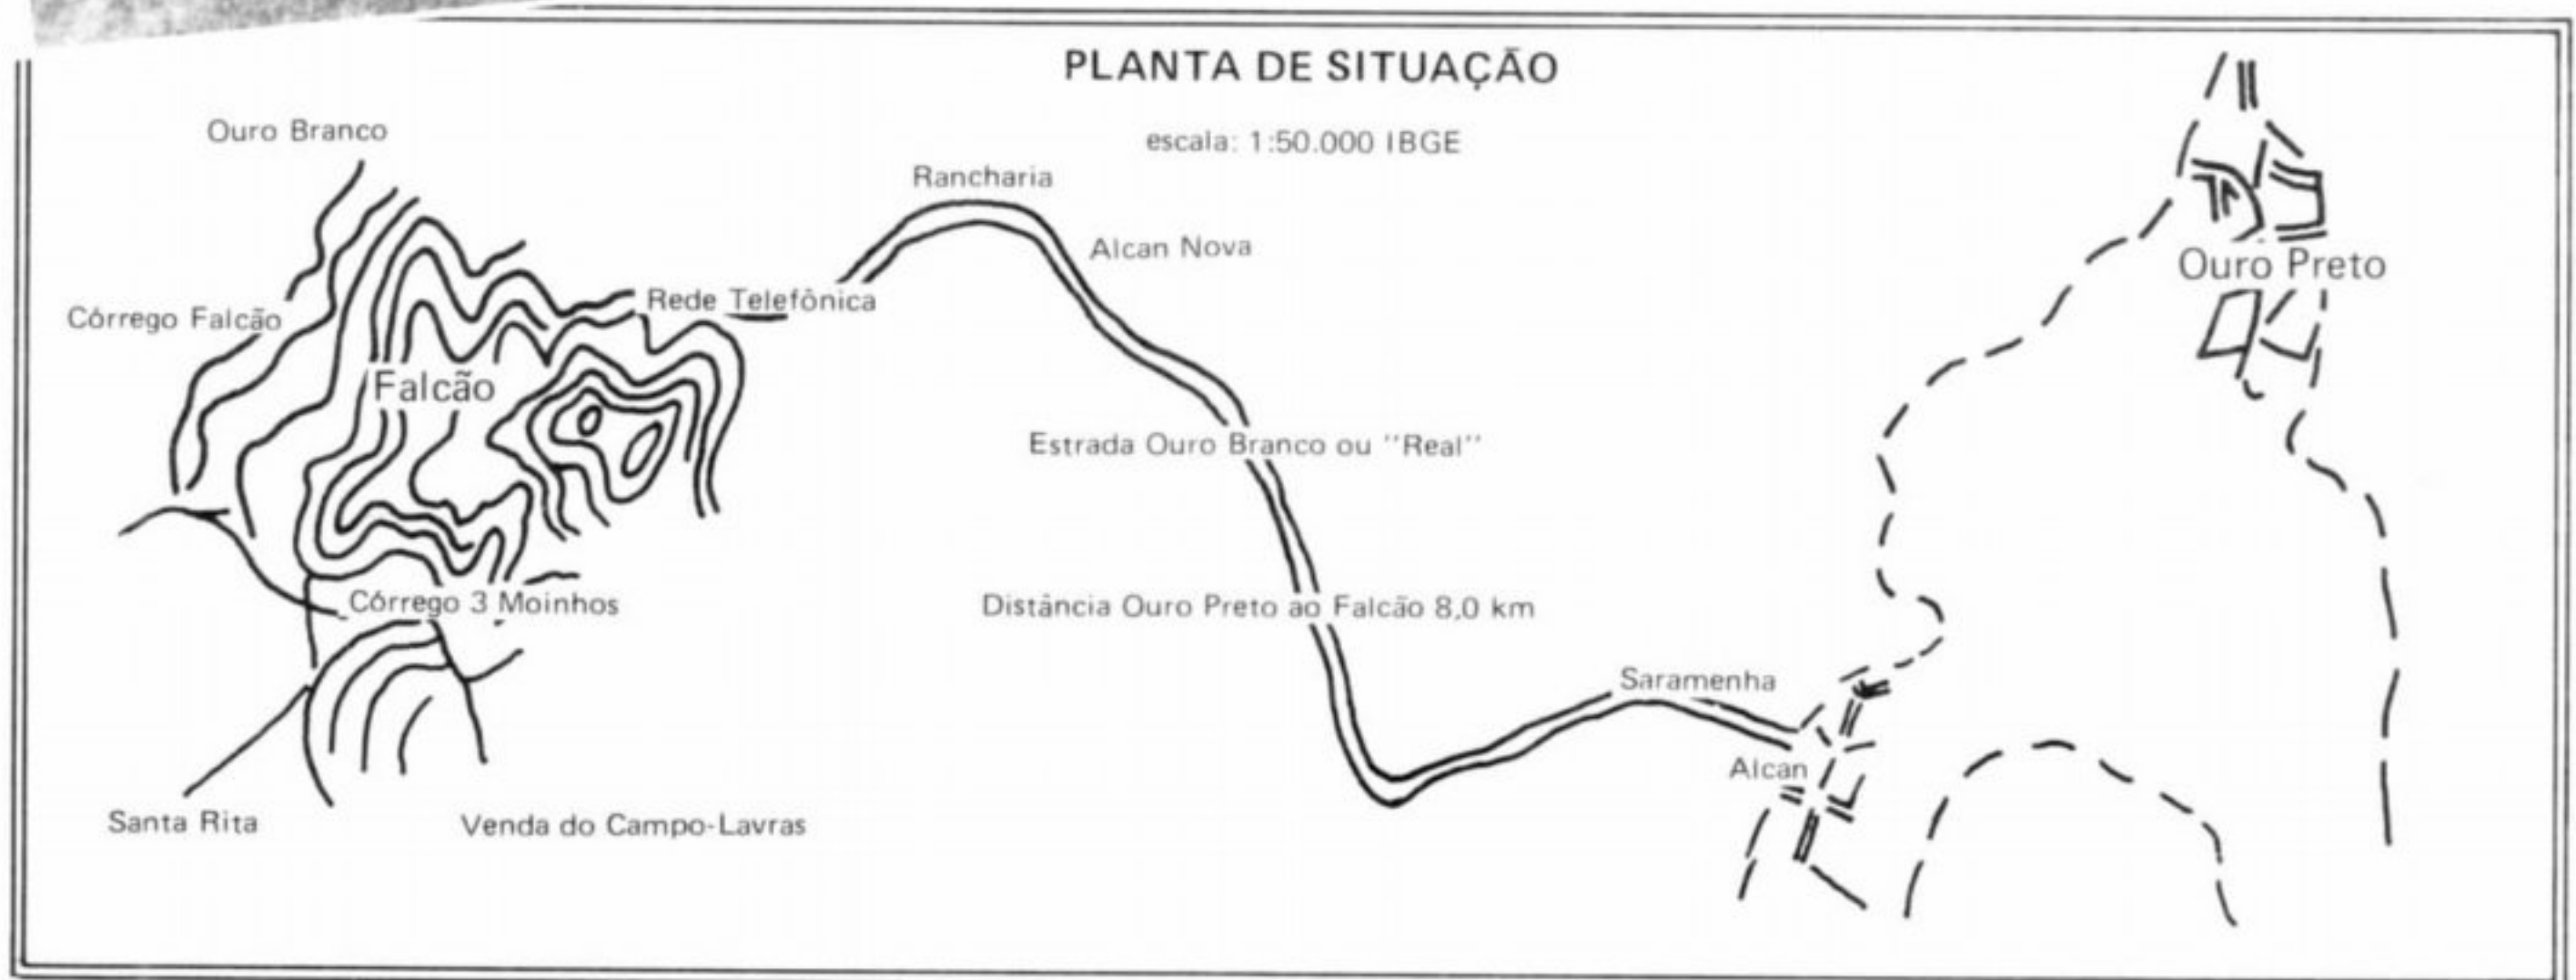 PLANTA DE SITUAÇÃO
escala: 1:50.000 IBGE
Ouro Branco
Rancharia
Alcan Nova
Ouro Preto
Rede Telefônica
Córrego Falcão
Falcão
Estrada Ouro Branco ou "Real"
Córrego 3 Moinhos
Distância Ouro Preto ao Falcão 8,0 km
Saramenha
Alcan
Santa Rita
Venda do Campo-Lavras